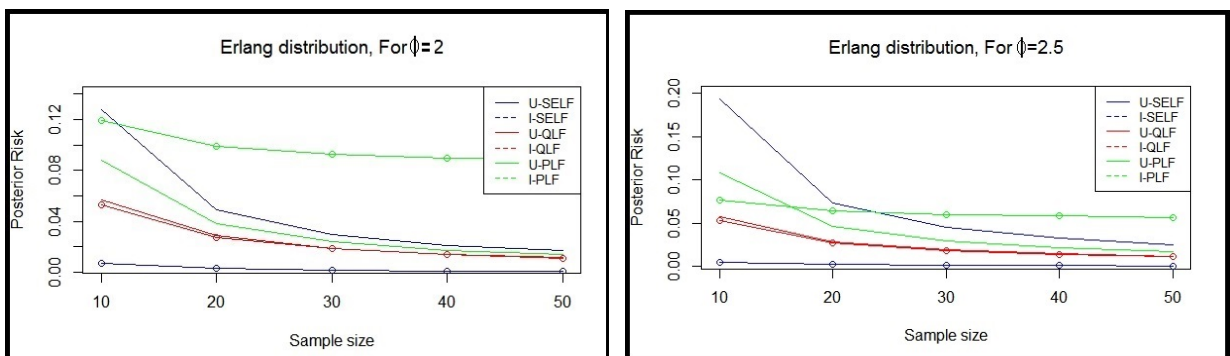 Erlang distribution, For ϕ= 2
Posterior Risk
0.00 0.04 0.08 0.12
U-SELF
I-SELF
U-QLF
I-QLF
U-PLF
I-PLF
10 20 30 40 50
Sample size
Erlang distribution, For ϕ=2.5
Posterior Risk
0.00 0.05 0.10 0.15 0.20
U-SELF
I-SELF
U-QLF
I-QLF
U-PLF
I-PLF
10 20 30 40 50
Sample size